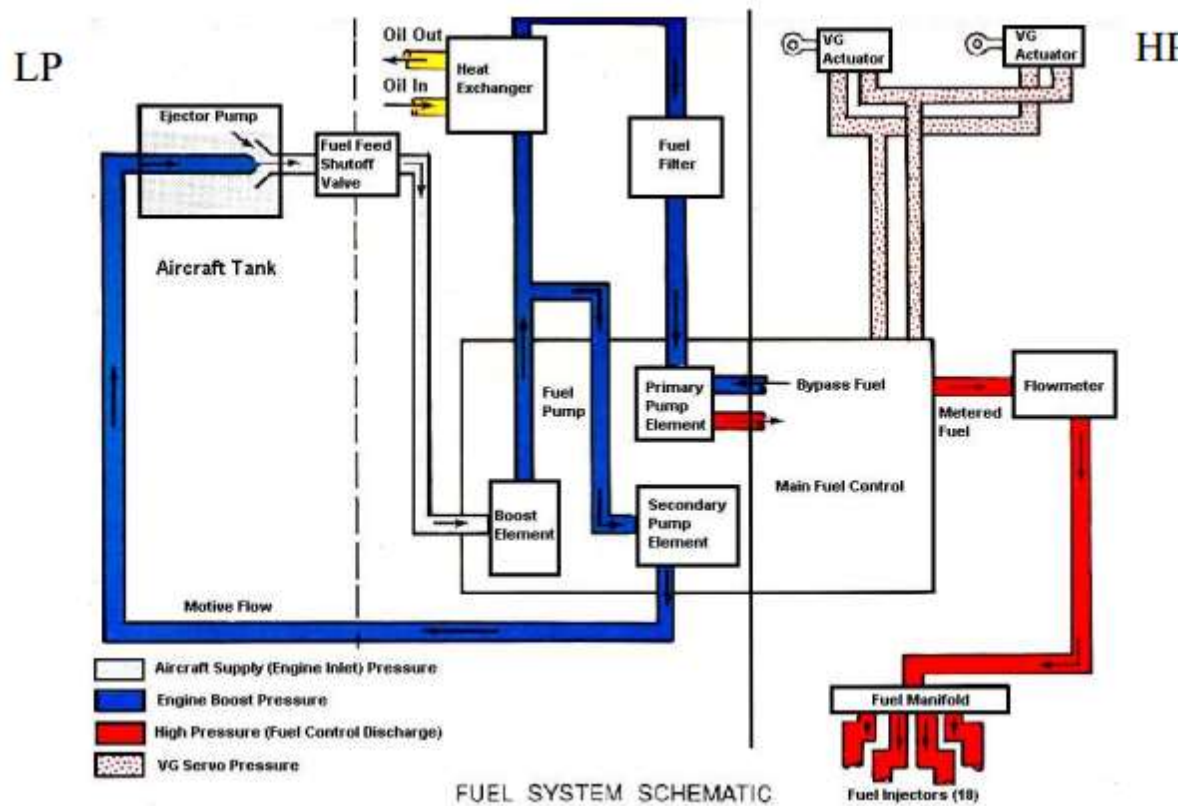 LP
HP
Oil Out
Oil In
Heat
Exchanger
VG
Actuator
VG
Actuator
Ejector Pump
Fuel Feed
Shutoff
Valve
Fuel
Filter
Aircraft Tank
Fuel
Pump
Primary
Pump
Element
Bypass Fuel
Flowmeter
Metered
Fuel
Boost
Element
Secondary
Pump
Element
Main Fuel Control
Motive Flow
Aircraft Supply (Engine Inlet) Pressure
Engine Boost Pressure
High Pressure (Fuel Control Discharge)
VG Servo Pressure
Fuel Manifold
Fuel Injectors (18)
FUEL SYSTEM SCHEMATIC